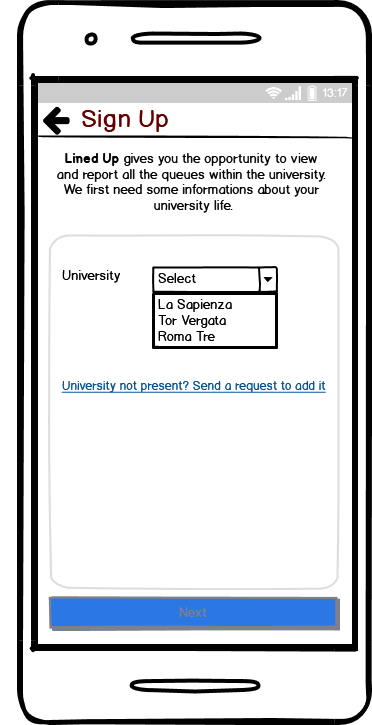 13:17
Sign Up
Lined Up gives you the opportunity to view
and report all the queues within the university.
We first need some informations about your
university life.
University
Select
La Sapienza
Tor Vergata
Roma Tre
University not present? Send a request to add it
Next